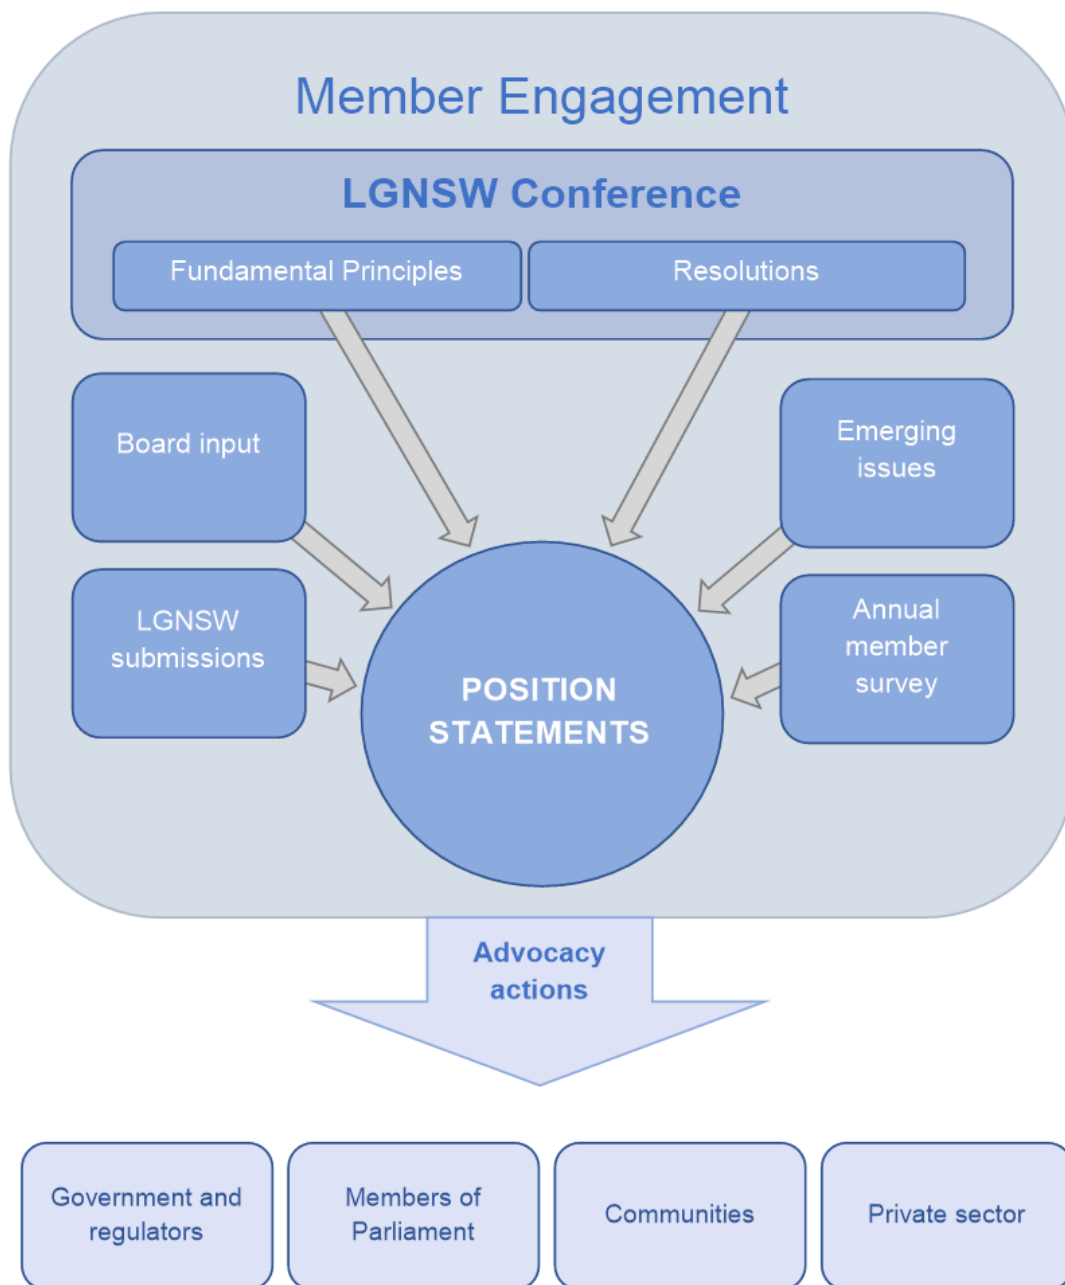 Member Engagement
LGNSW Conference
Fundamental Principles
Resolutions
Board input
Emerging
issues
LGNSW
submissions
Annual
member
survey
POSITION
STATEMENTS
Advocacy
actions
Government and
regulators
Members of
Parliament
Communities
Private sector